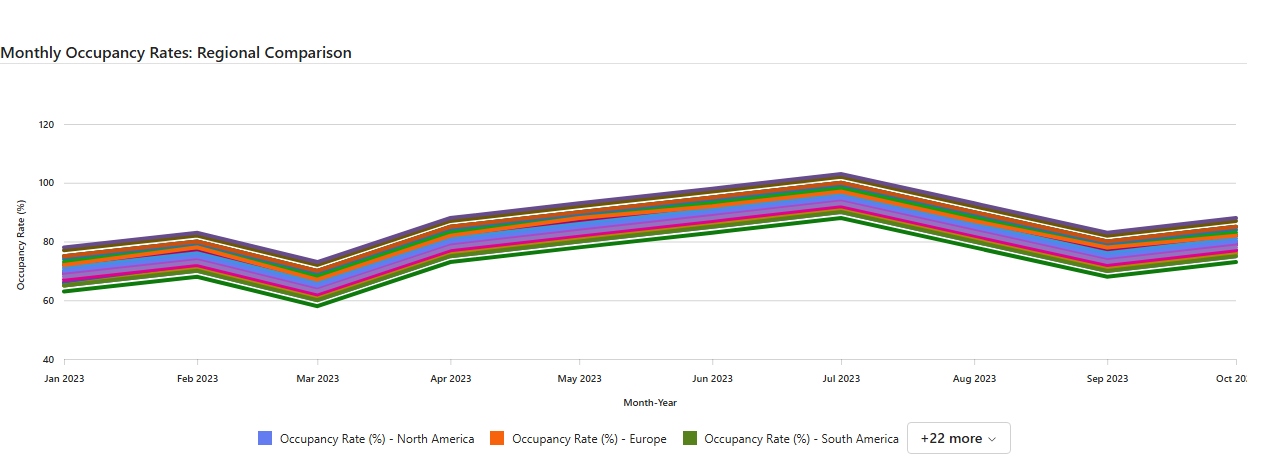 Monthly Occupancy Rates: Regional Comparison
120
100
80
60
40
Occupancy Rate (%)
Jan 2023 Feb 2023 Mar 2023 Apr 2023 May 2023 Jun 2023 Jul 2023 Aug 2023 Sep 2023 Oct 202
Month-Year
Occupancy Rate (%) - North America Occupancy Rate (%) - Europe Occupancy Rate (%) - South America +22 more